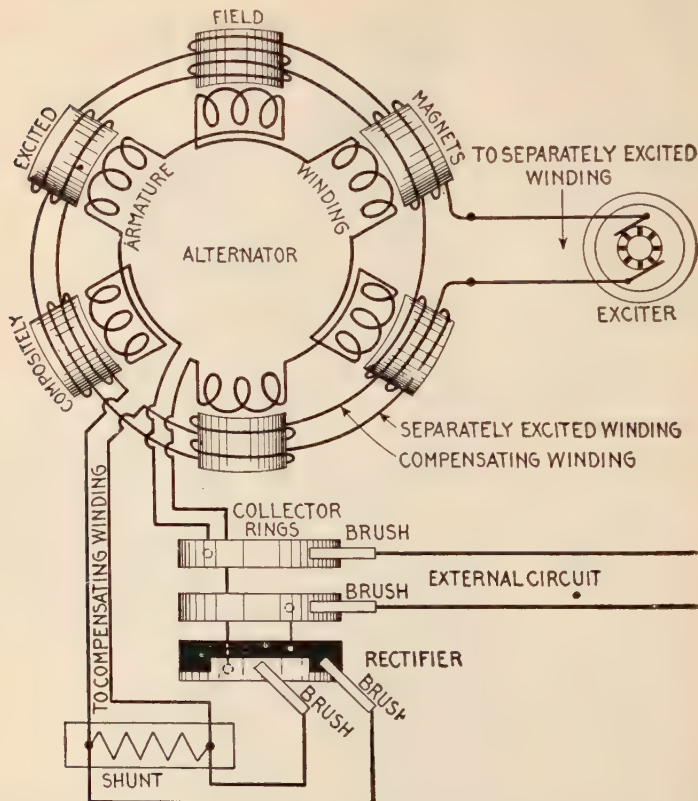 FIELD
EXCITED
MAGNETS
TO SEPARATELY EXCITED
WINDING
ARMATURE
WINDING
ALTERNATOR
EXCITER
COMPOSITELY
SEPARATELY EXCITED WINDING
COMPENSATING WINDING
TO COMPENSATING WINDING
COLLECTOR
RINGS
BRUSH
EXTERNAL CIRCUIT
BRUSH
RECTIFIER
BRUSH
BRUSH
SHUNT